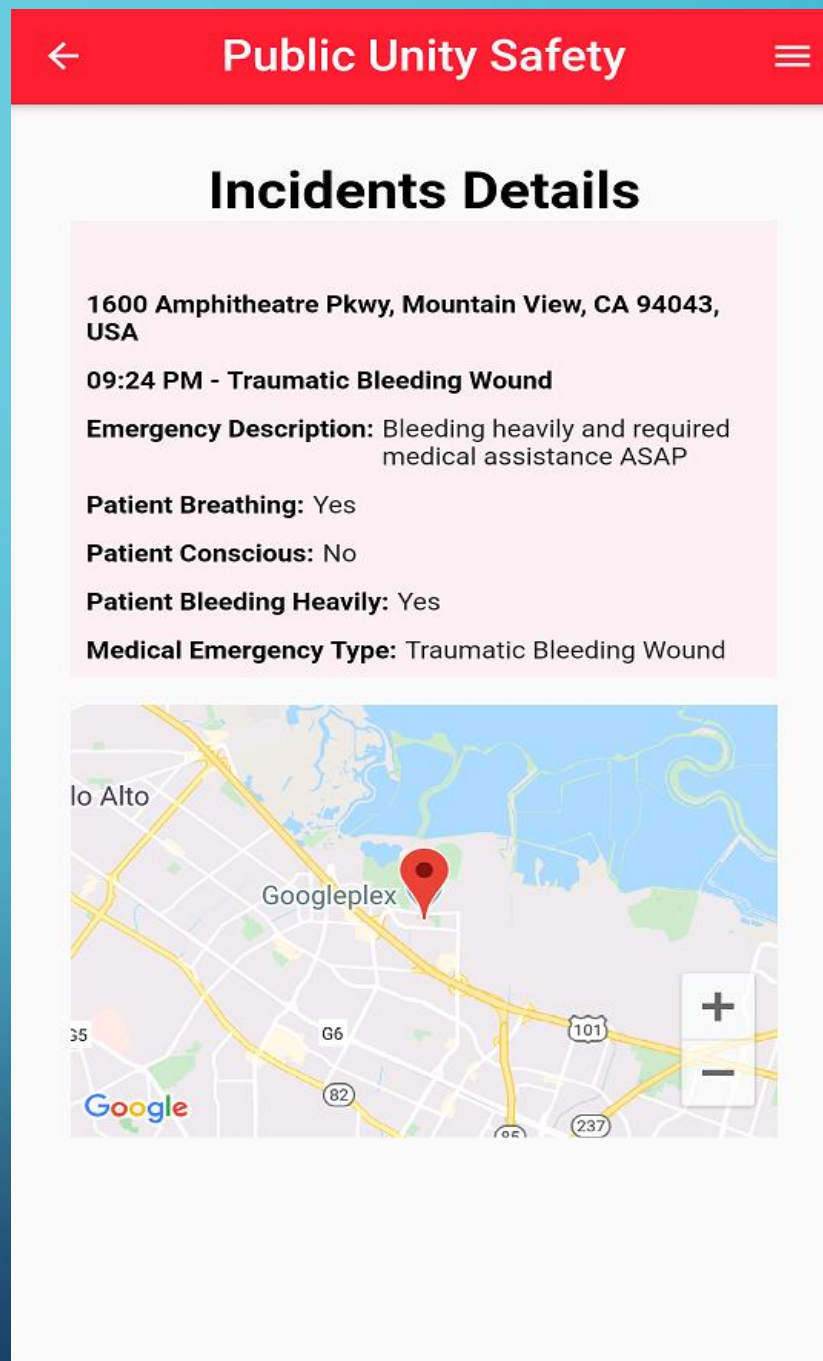 Public Unity Safety
Incidents Details
1600 Amphitheatre Pkwy, Mountain View, CA 94043,
USA
09:24 PM - Traumatic Bleeding Wound
Emergency Description: Bleeding heavily and required
medical assistance ASAP
Patient Breathing: Yes
Patient Conscious: No
Patient Bleeding Heavily: Yes
Medical Emergency Type: Traumatic Bleeding Wound
lo Alto
Googleplex
101
G5
G6
82
Google
85
237